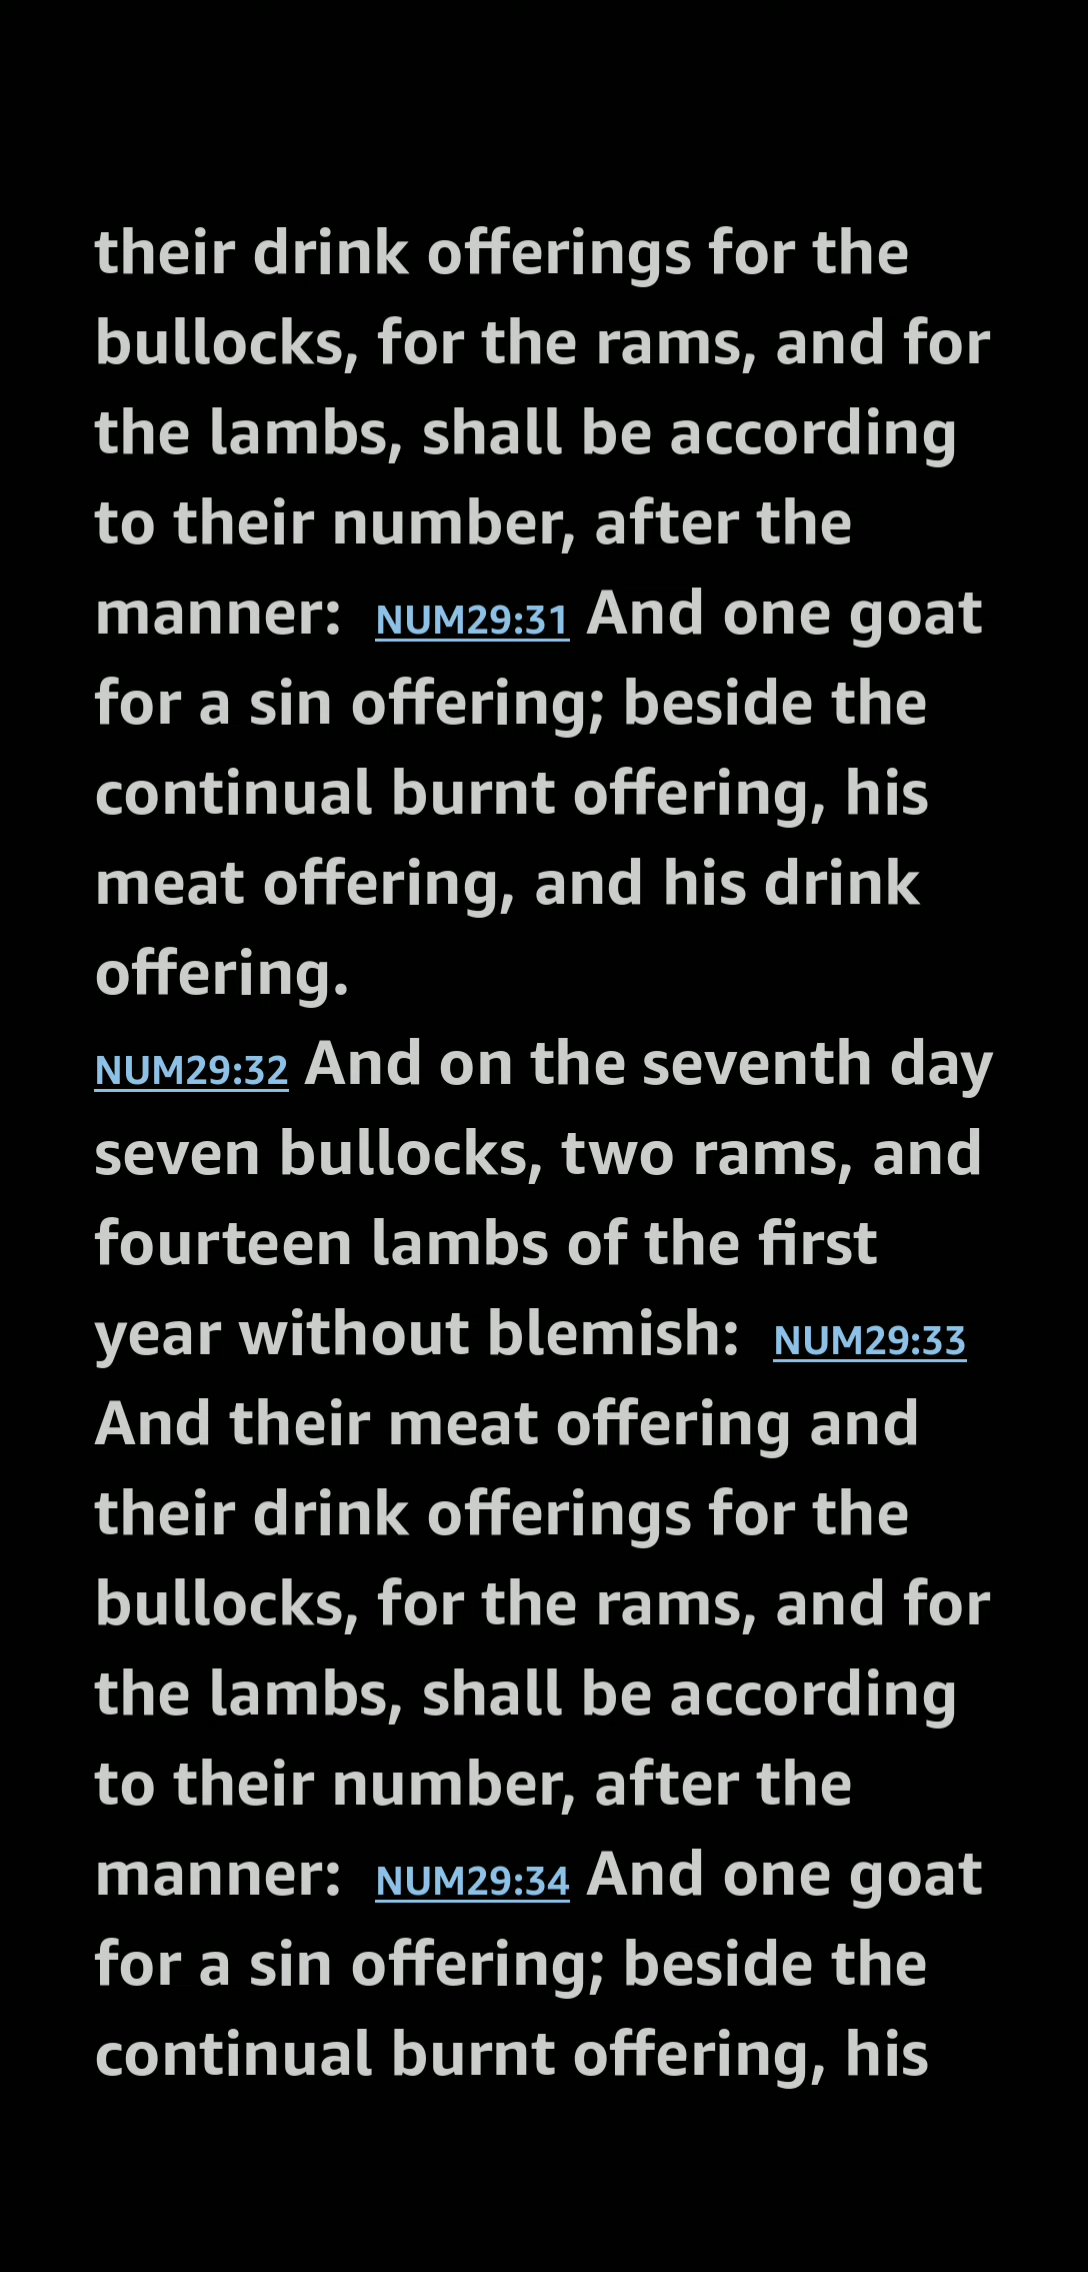 their drink offerings for the
bullocks, for the rams, and for
the lambs, shall be according
to their number, after the
manner: NUM29:31 And one goat
for a sin offering; beside the
continual burnt offering, his
meat offering, and his drink
offering.
NUM29:32 And on the seventh day
seven bullocks, two rams, and
fourteen lambs of the first
year without blemish: NUM29:33
And their meat offering and
their drink offerings for the
bullocks, for the rams, and for
the lambs, shall be according
to their number, after the
manner: NUM29:34 And one goat
for a sin offering; beside the
continual burnt offering, his